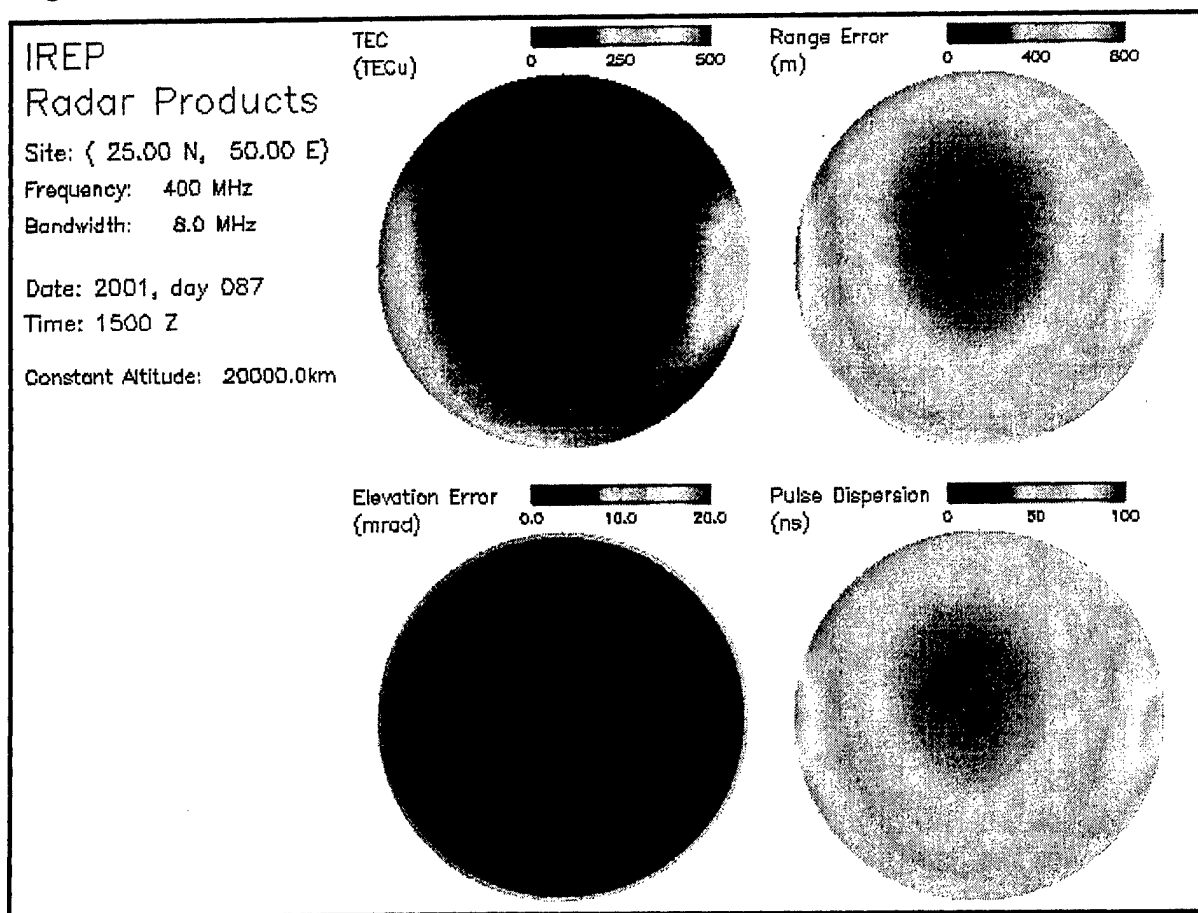 IREP
Radar Products
Site: ( 25.00 N, 50.00 E)
Frequency: 400 MHz
Bandwidth: 8.0 MHz
Date: 2001, day 087
Time: 1500 Z
Constant Altitude: 20000.0km
TEC
(TECu)
0 250 500
Range Error
(m)
0 400 800
Elevation Error
(mrad)
0.0 10.0 20.0
Pulse Dispersion
(ns)
0 50 100